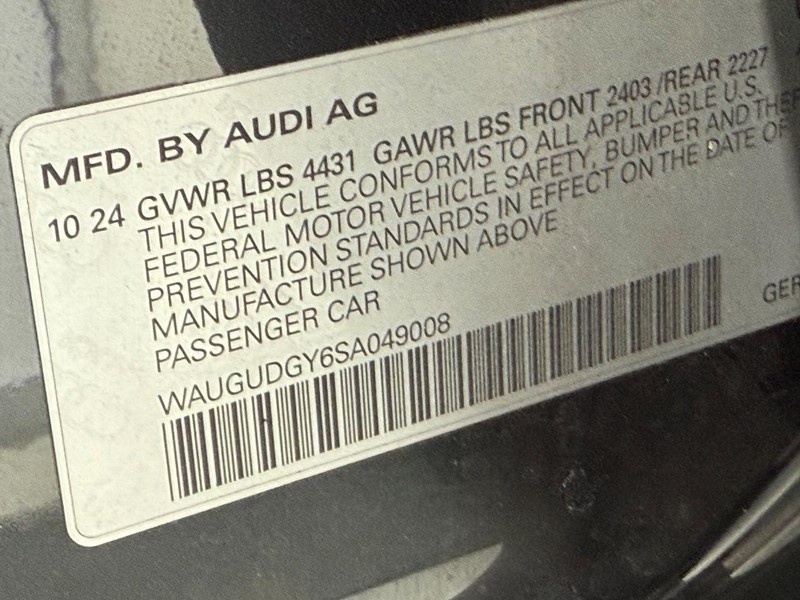 MFD. BY AUDI AG
10 24 GVWR LBS 4431 GAWR LBS FRONT 2403 /REAR 2227
THIS VEHICLE CONFORMS TO ALL APPLICABLE U.S.
FEDERAL MOTOR VEHICLE SAFETY, BUMPER AND THEF
PREVENTION STANDARDS IN EFFECT ON THE DATE OF
MANUFACTURE SHOWN ABOVE
PASSENGER CAR
WAUGUDGY6SA049008
GER